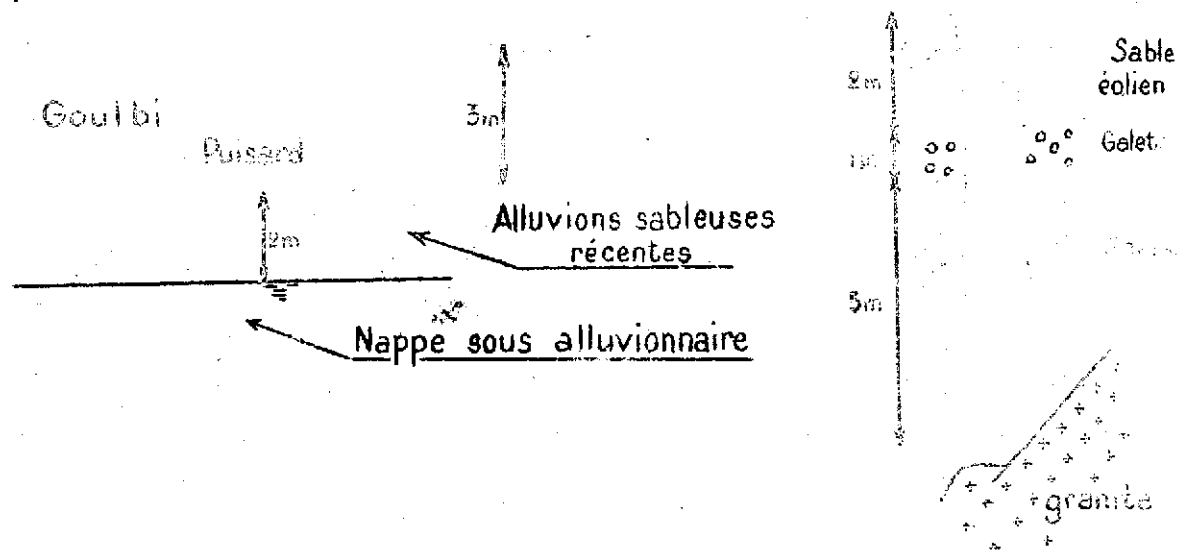 Goulbi
Puisard
2m
3m
Alluvions sableuses
récentes
Nappe sous alluvionnaire
2m
Sable
éolien
Galet
5m
granite